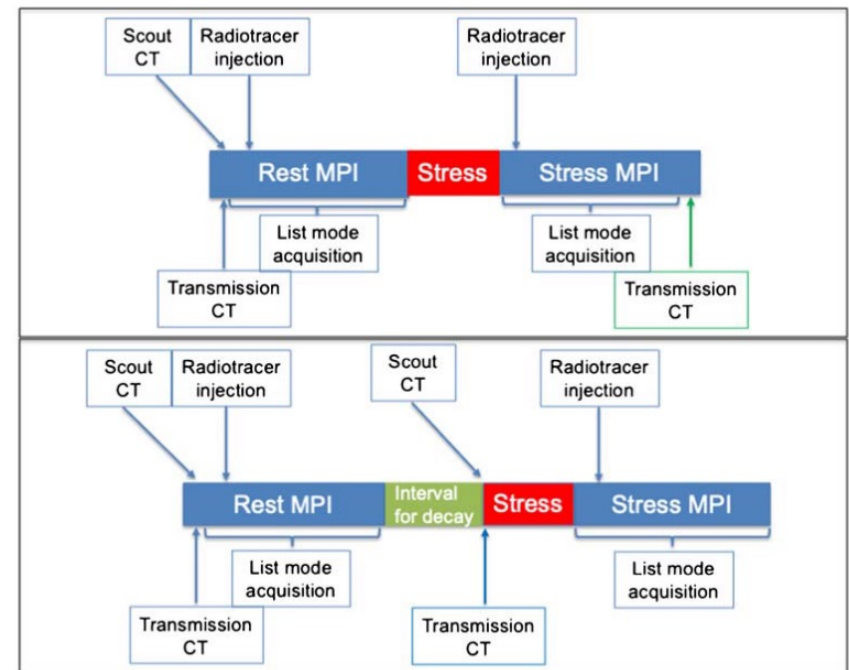 Scout
CT
Radiotracer
injection
Radiotracer
injection
Rest MPI
Stress
Stress MPI
List mode
acquisition
List mode
acquisition
Transmission
CT
Transmission
CT
Scout
CT
Radiotracer
injection
Scout
CT
Radiotracer
injection
Rest MPI
Interval
for decay
Stress
Stress MPI
List mode
acquisition
List mode
acquisition
Transmission
CT
Transmission
CT